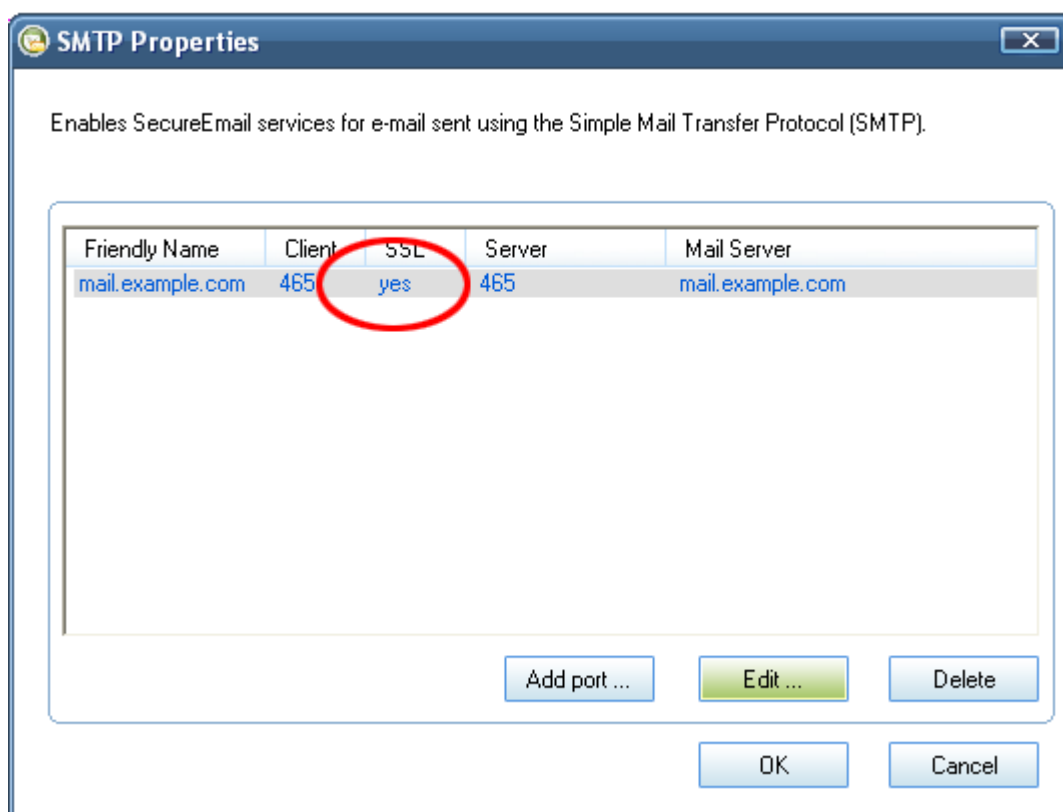 SMTP Properties
Enables SecureEmail services for e-mail sent using the Simple Mail Transfer Protocol (SMTP).
Friendly Name Client SSL Server Mail Server
mail.example.com 465 yes 465 mail.example.com
Add port ... Edit ... Delete
OK Cancel